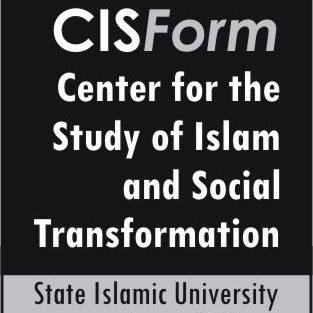 CISForm
Center for the
Study of Islam
and Social
Transformation
State Islamic University